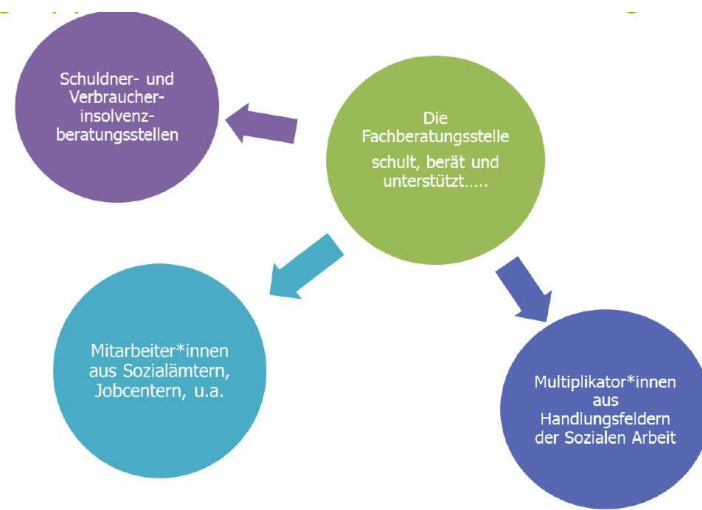 Schuldner- und
Verbraucher-
insolvenz-
beratungsstellen
Die
Fachberatungsstelle
schult, berät und
unterstützt.....
Mitarbeiter*innen
aus Sozialämtern,
Jobcentern, u.a.
Multiplikator*innen
aus
Handlungsfeldern
der Sozialen Arbeit